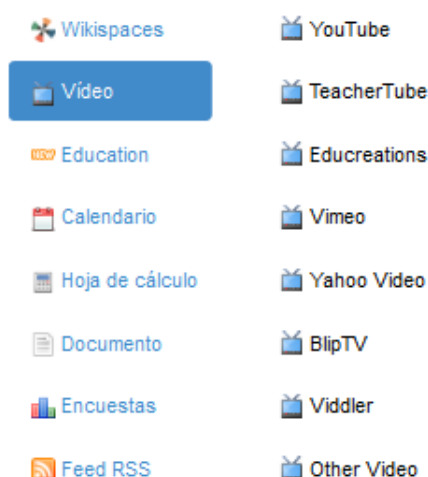 Wikispaces
Vídeo
NEW Education
Calendario
Hoja de cálculo
Documento
Encuestas
Feed RSS
YouTube
TeacherTube
Educreations
Vimeo
Yahoo Video
BlipTV
Viddler
Other Video